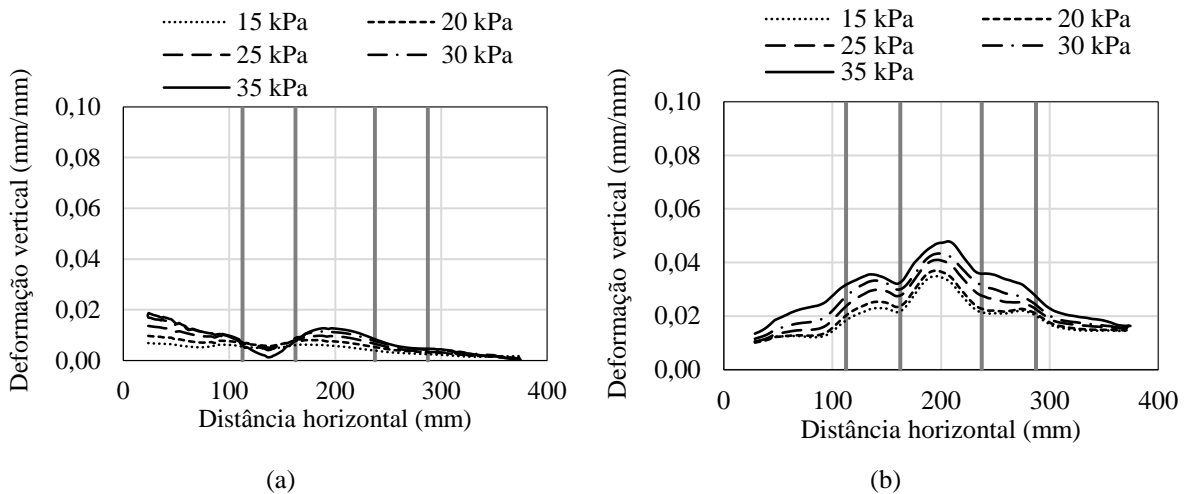 15 kPa 20 kPa
25 kPa 30 kPa
35 kPa
0,10
0,08
0,06
0,04
0,02
0,00
0 100 200 300 400
Deformação vertical (mm/mm)
Distância horizontal (mm)
(a)
15 kPa 20 kPa
25 kPa 30 kPa
35 kPa
0,10
0,08
0,06
0,04
0,02
0,00
0 100 200 300 400
Deformação vertical (mm/mm)
Distância horizontal (mm)
(b)